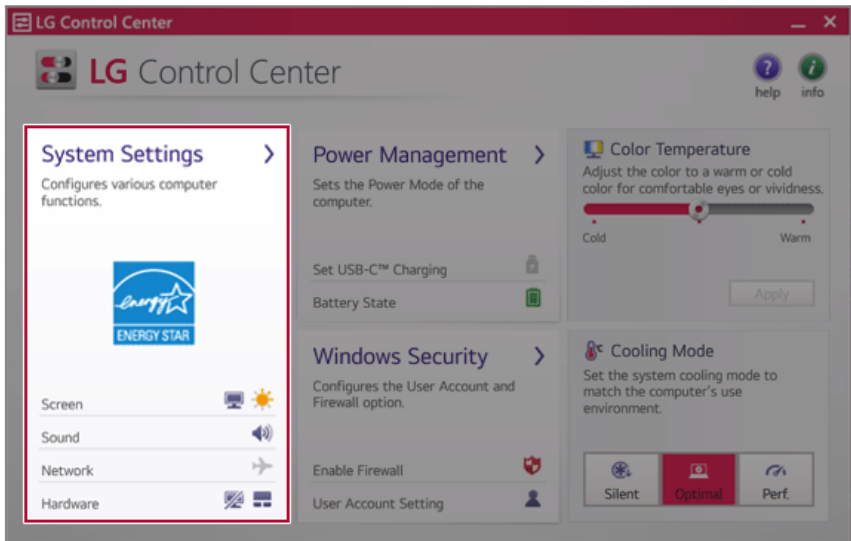 LG Control Center
LG Control Center
help
info
System Settings
Configures various computer
functions.
energy
ENERGY STAR
Screen
Sound
Network
Hardware
Power Management
Sets the Power Mode of the
computer.
Set USB-C™ Charging
Battery State
Windows Security
Configures the User Account and
Firewall option.
Enable Firewall
User Account Setting
Color Temperature
Adjust the color to a warm or cold
color for comfortable eyes or vividness.
Cold
Warm
Apply
Cooling Mode
Set the system cooling mode to
match the computer's use
environment.
Silent
Optimal
Perf.